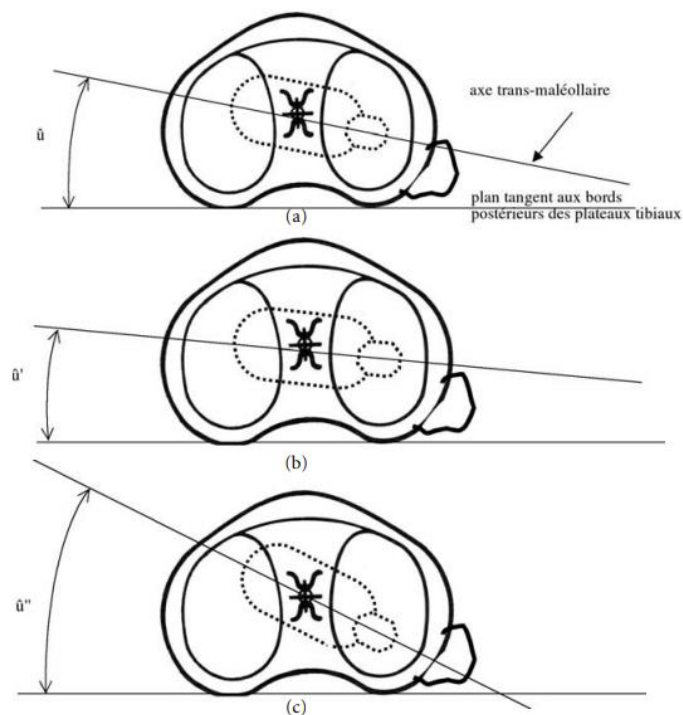 axe trans-maléollaire
û
plan tangent aux bords
postérieurs des plateaux tibiaux
(a)
û'
(b)
û"
(c)